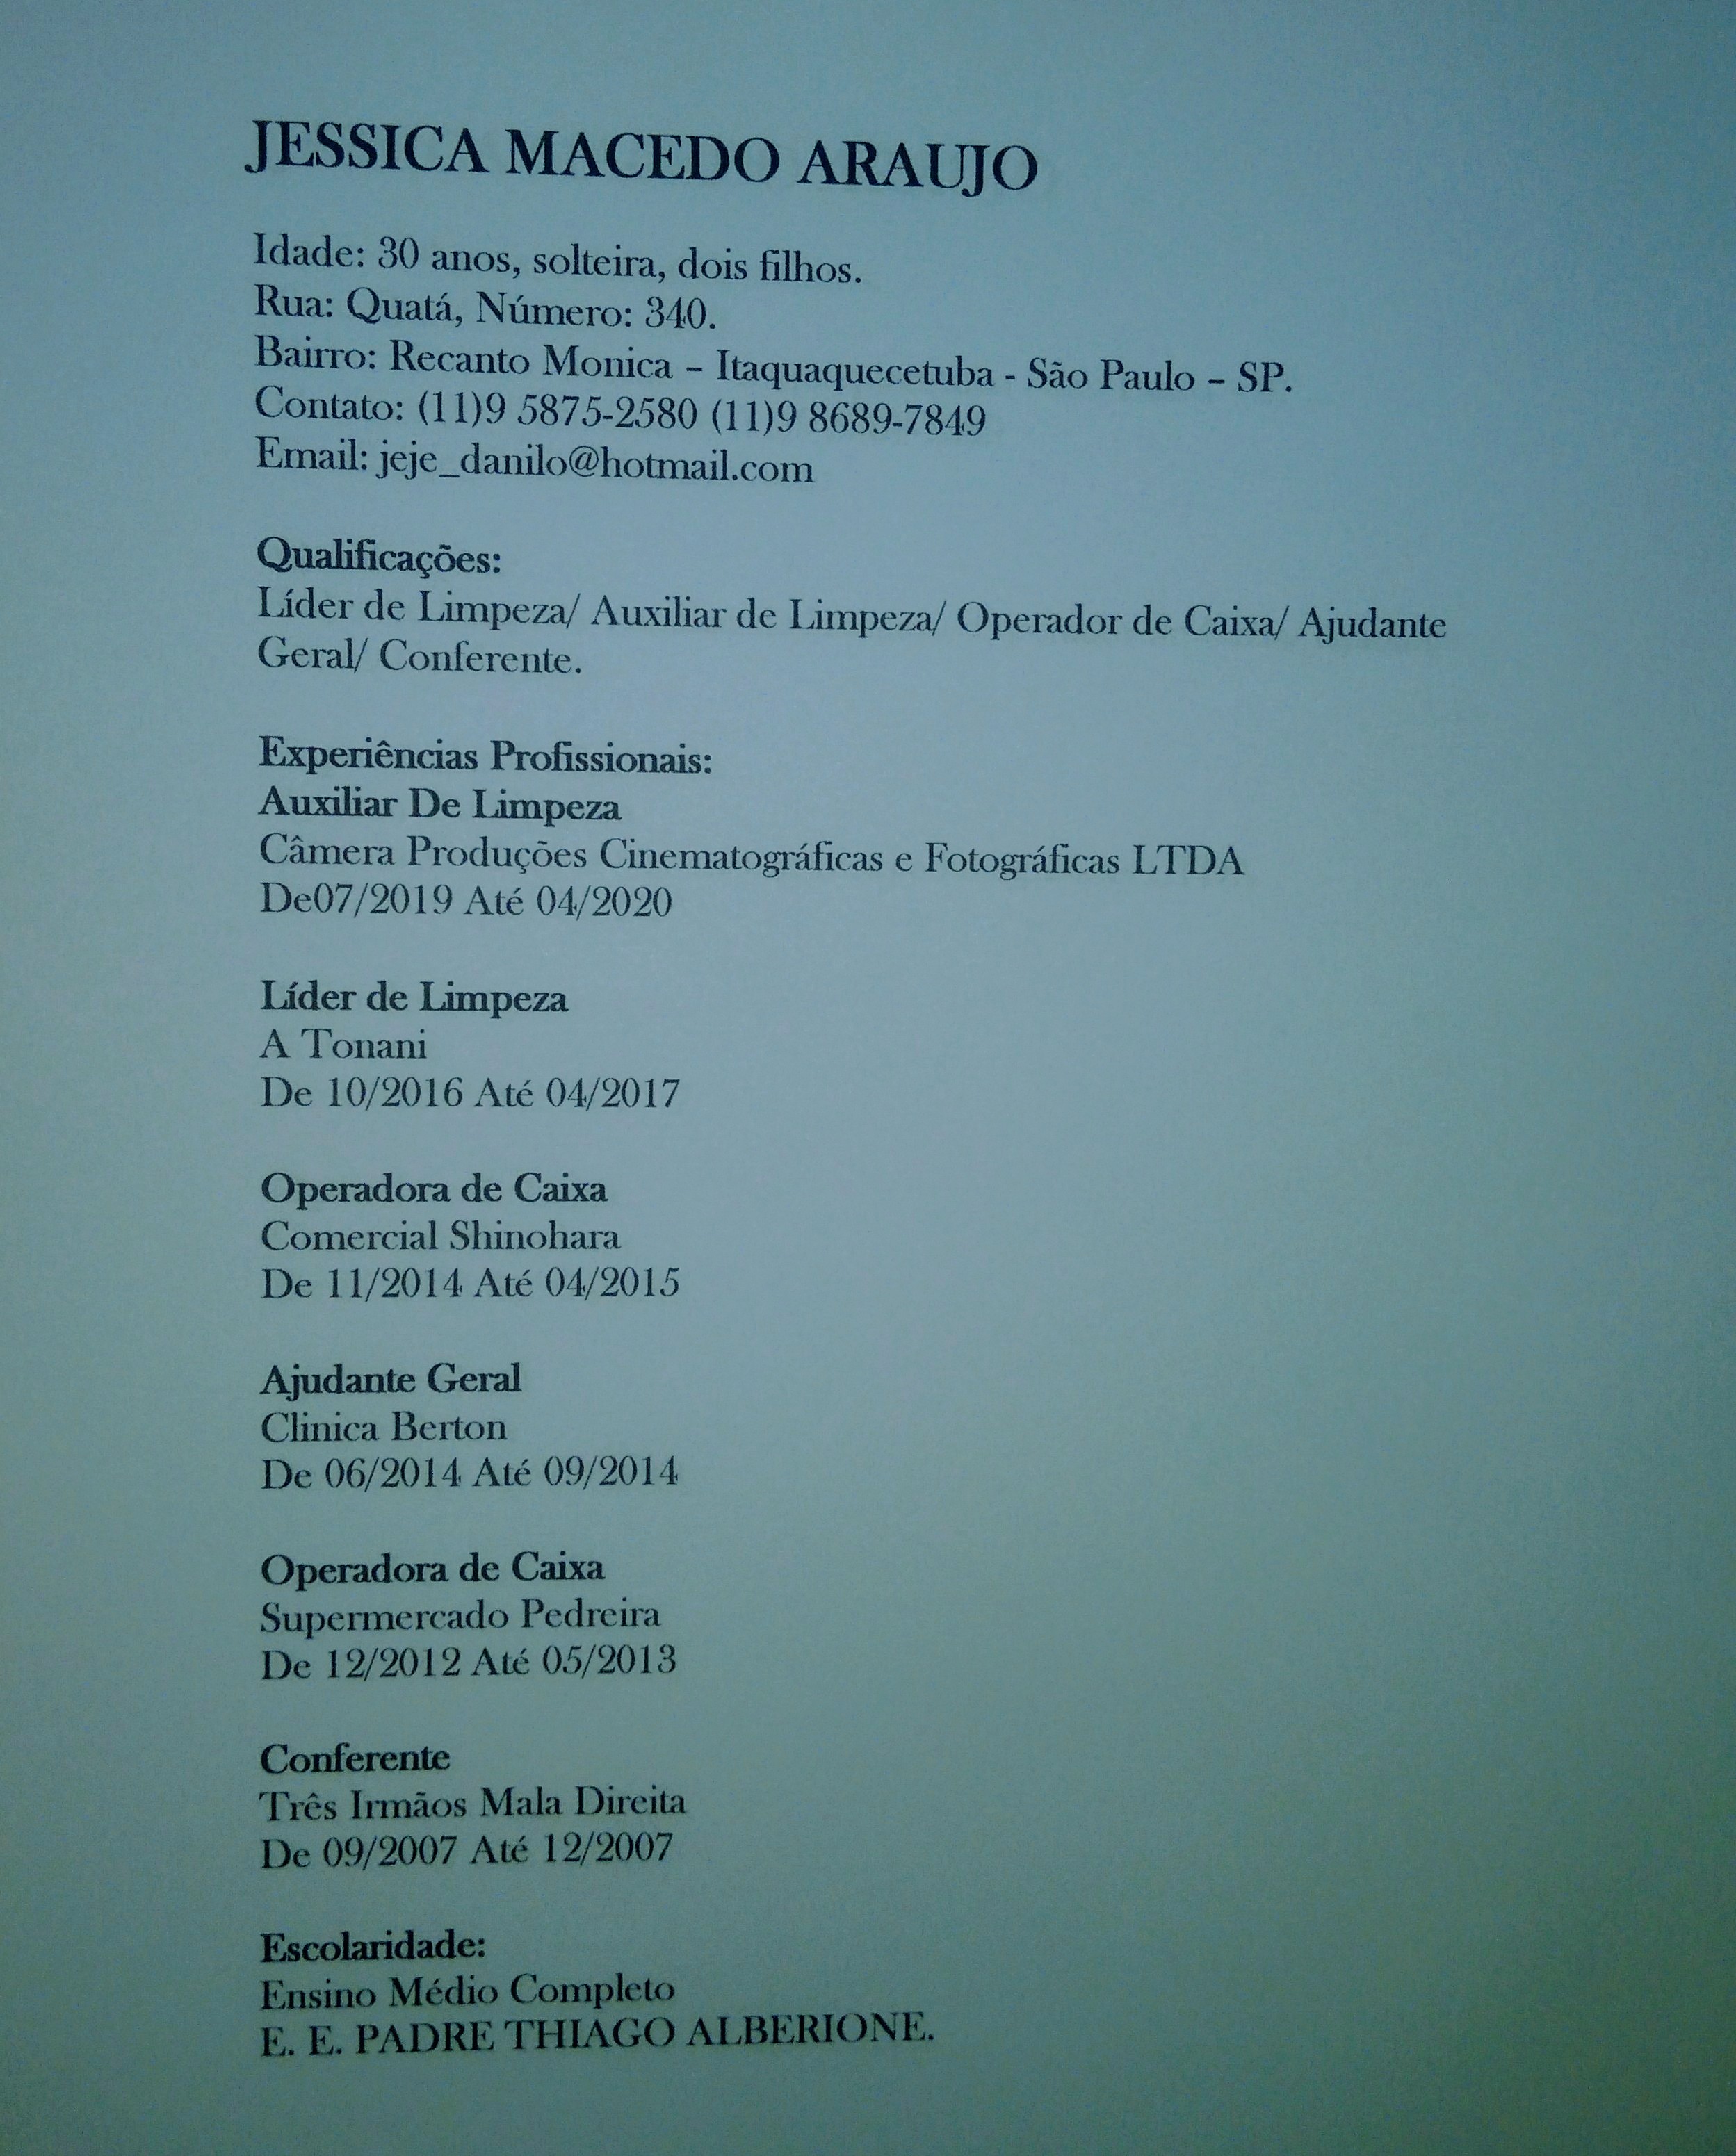 JESSICA MACEDO ARAUJO
Idade: 30 anos, solteira, dois filhos.
Rua: Quatá, Número: 340.
Bairro: Recanto Monica – Itaquaquecetuba - São Paulo – SP.
Contato: (11)9 5875-2580 (11)9 8689-7849
Email: jeje_danilo@hotmail.com
Qualificações:
Líder de Limpeza/ Auxiliar de Limpeza/ Operador de Caixa/ Ajudante
Geral/ Conferente.
Experiências Profissionais:
Auxiliar De Limpeza
Câmera Produções Cinematográficas e Fotográficas LTDA
De07/2019 Até 04/2020
Líder de Limpeza
A Tonani
De 10/2016 Até 04/2017
Operadora de Caixa
Comercial Shinohara
De 11/2014 Até 04/2015
Ajudante Geral
Clinica Berton
De 06/2014 Até 09/2014
Operadora de Caixa
Supermercado Pedreira
De 12/2012 Até 05/2013
Conferente
Três Irmãos Mala Direita
De 09/2007 Até 12/2007
Escolaridade:
Ensino Médio Completo
E. E. PADRE THIAGO ALBERIONE.